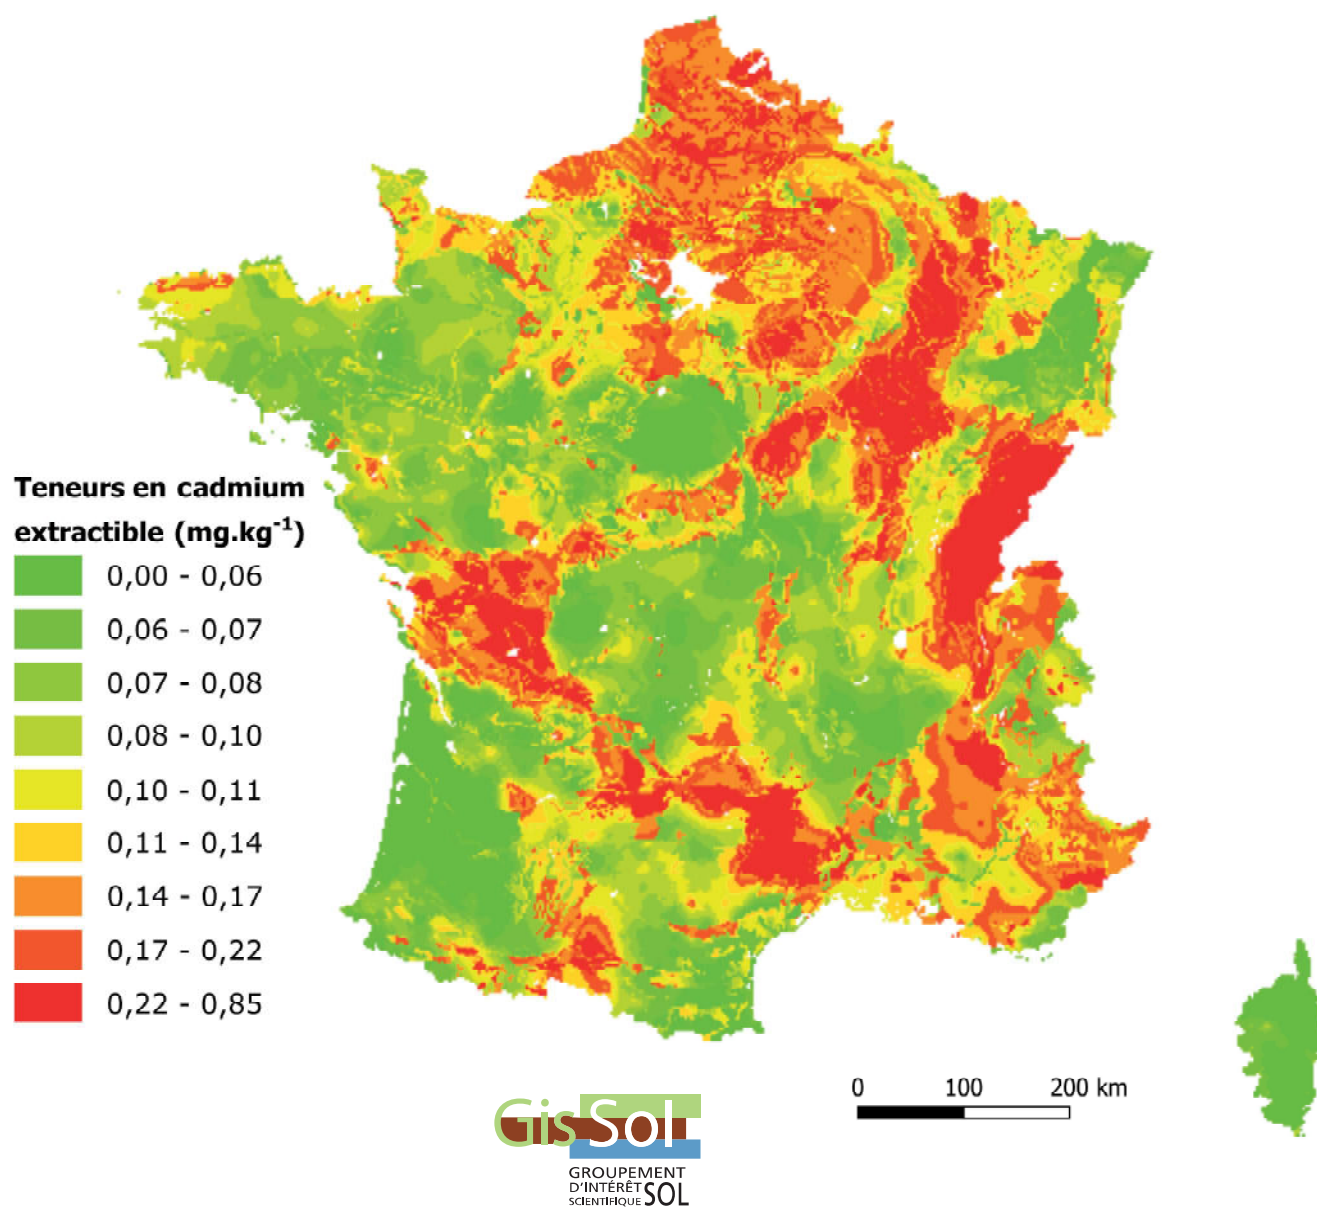 Teneurs en cadmium
extractible (mg.kg⁻¹)
0,00 - 0,06
0,06 - 0,07
0,07 - 0,08
0,08 - 0,10
0,10 - 0,11
0,11 - 0,14
0,14 - 0,17
0,17 - 0,22
0,22 - 0,85
0 100 200 km
Gis Sol
GROUPEMENT
D'INTÉRÊT
SCIENTIFIQUE SOL